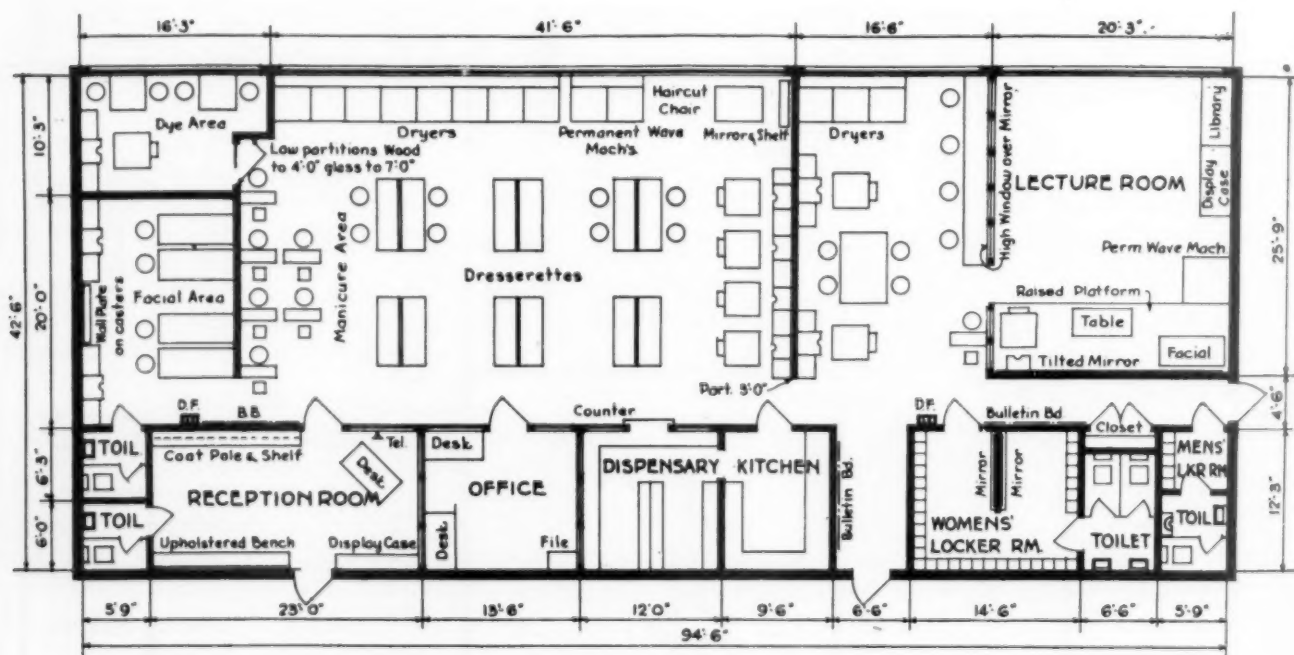 16'-3"
41'-6"
16'-6"
20'-3"
Dye Area
Dryers
Permanent Wave
Mach's.
Haircut
Chair
Mirror & Shelf
Dryers
High Window over Mirror
Library
Display
Case
LECTURE ROOM
Low partitions Wood
to 4'-0" glass to 7'-0"
10'-3"
20'-0"
42'-6"
6'-3"
6'-0"
Wall Plate
on casters
Facial Area
Manicure Area
Dresserettes
Perm Wave Mach.
Raised Platform
Table
Facial
Tilted Mirror
25'-9"
4'-6"
12'-3"
Part. 3'-0"
D.F.
B.B.
Counter
D.F.
Bulletin Bd.
Closet
TOIL
Coat Pole & Shelf
Tel.
Desk
RECEPTION ROOM
TOIL
Upholstered Bench
Display Case
Desk
OFFICE
Desk
File
DISPENSARY
KITCHEN
Bulletin Bd.
Mirror
Mirror
WOMENS'
LOCKER RM.
TOILET
MENS'
LKR RM
TOIL
5'-9"
23'-0"
13'-6"
12'-0"
9'-6"
6'-6"
14'-6"
6'-6"
5'-9"
94'-6"